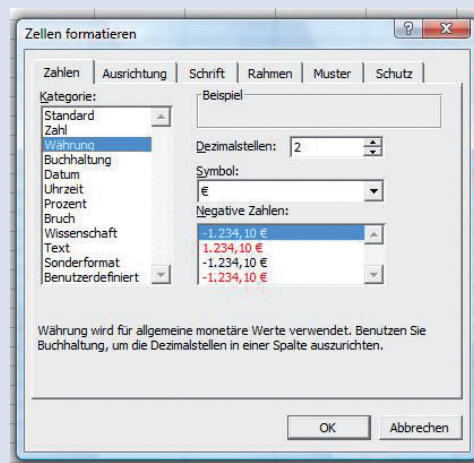 Zellen formatieren
Zahlen Ausrichtung Schrift Rahmen Muster Schutz
Kategorie:
Standard
Zahl
Währung
Buchhaltung
Datum
Uhrzeit
Prozent
Bruch
Wissenschaft
Text
Sonderformat
Benutzerdefiniert
Beispiel
Dezimalstellen: 2
Symbol:
€
Negative Zahlen:
-1.234,10 €
1.234,10 €
-1.234,10 €
-1.234,10 €
Währung wird für allgemeine monetäre Werte verwendet. Benutzen Sie
Buchhaltung, um die Dezimalstellen in einer Spalte auszurichten.
OK Abbrechen